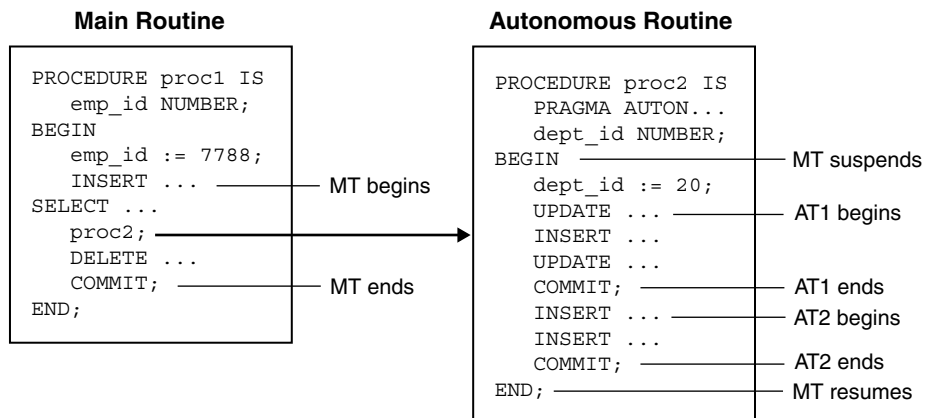 Main Routine
PROCEDURE proc1 IS
emp_id NUMBER;
BEGIN
emp_id := 7788;
INSERT ...
MT begins
SELECT ...
proc2;
DELETE ...
COMMIT;
MT ends
END;
Autonomous Routine
PROCEDURE proc2 IS
PRAGMA AUTON...
dept_id NUMBER;
BEGIN
MT suspends
dept_id := 20;
UPDATE ...
AT1 begins
INSERT ...
UPDATE ...
COMMIT;
AT1 ends
INSERT ...
AT2 begins
INSERT ...
COMMIT;
AT2 ends
END;
MT resumes